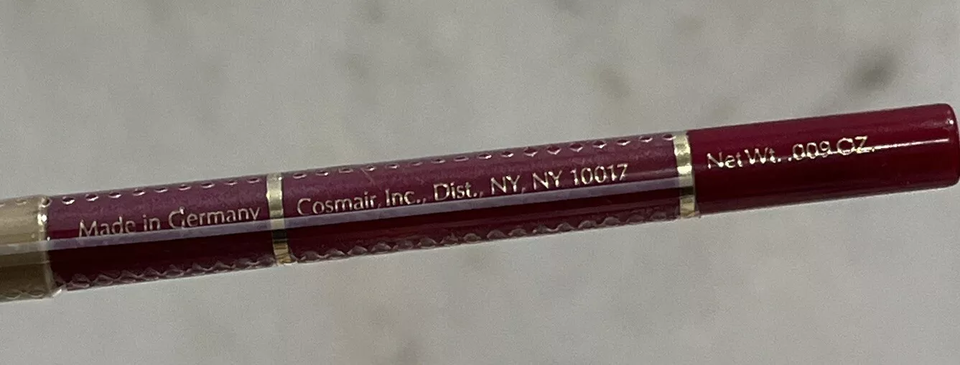 Made in Germany
Cosmair, Inc., Dist., NY, NY 10017
Net Wt. .009 OZ.